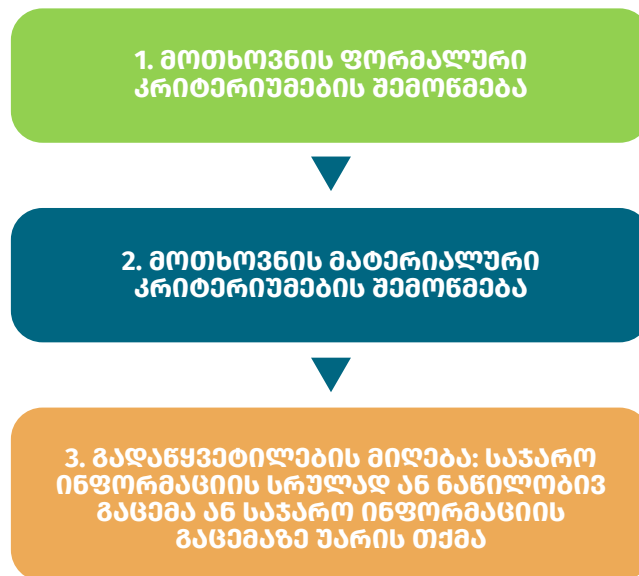 1. მოთხოვნის ფორმალური
კრიტერიუმების შემოწმება
2. მოთხოვნის მატერიალური
კრიტერიუმების შემოწმება
3. გადაწყვეტილების მიღება: საჯარო
ინფორმაციის სრულად ან ნაწილობივ
გაცემა ან საჯარო ინფორმაციის
გაცემაზე უარის თქმა